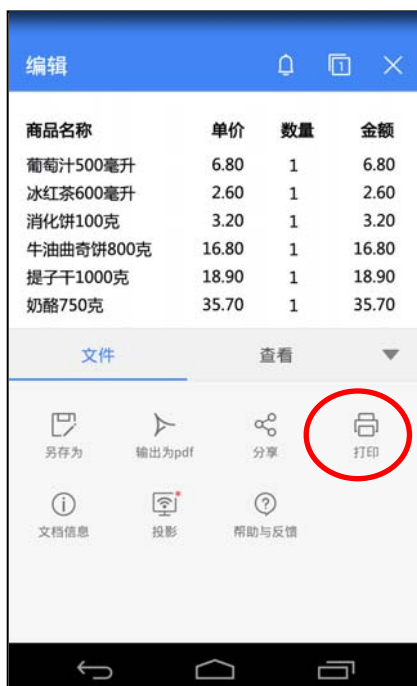 编辑 1
商品名称 单价 数量 金额
葡萄汁500毫升 6.80 1 6.80
冰红茶600毫升 2.60 1 2.60
消化饼100克 3.20 1 3.20
牛油曲奇饼800克 16.80 1 16.80
提子干1000克 18.90 1 18.90
奶酪750克 35.70 1 35.70
文件 查看
另存为 输出为pdf 分享 打印
文档信息 投影 帮助与反馈